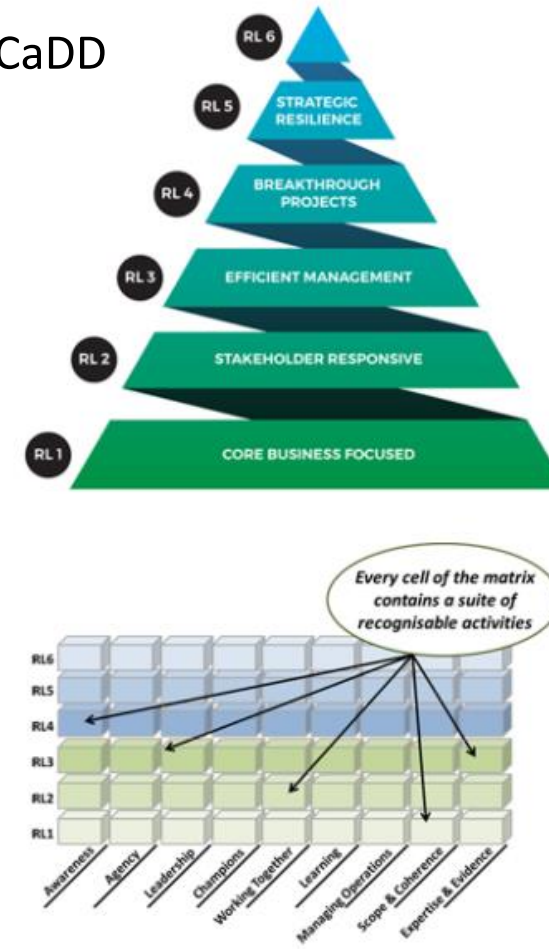 CaDD
RL 6
RL 5
STRATEGIC
RESILIENCE
RL 4
BREAKTHROUGH
PROJECTS
RL 3
EFFICIENT MANAGEMENT
RL 2
STAKEHOLDER RESPONSIVE
RL 1
CORE BUSINESS FOCUSED
Every cell of the matrix
contains a suite of
recognisable activities
RL6
RL5
RL4
RL3
RL2
RL1
Awareness
Agency
Leadership
Champions
Working Together
Learning
Managing Operations
Scope & Coherence
Expertise & Evidence